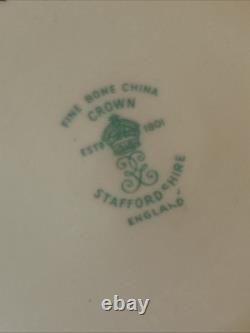 FINE BONE CHINA
CROWN
ESTD 1801
STAFFORDSHIRE
ENGLAND